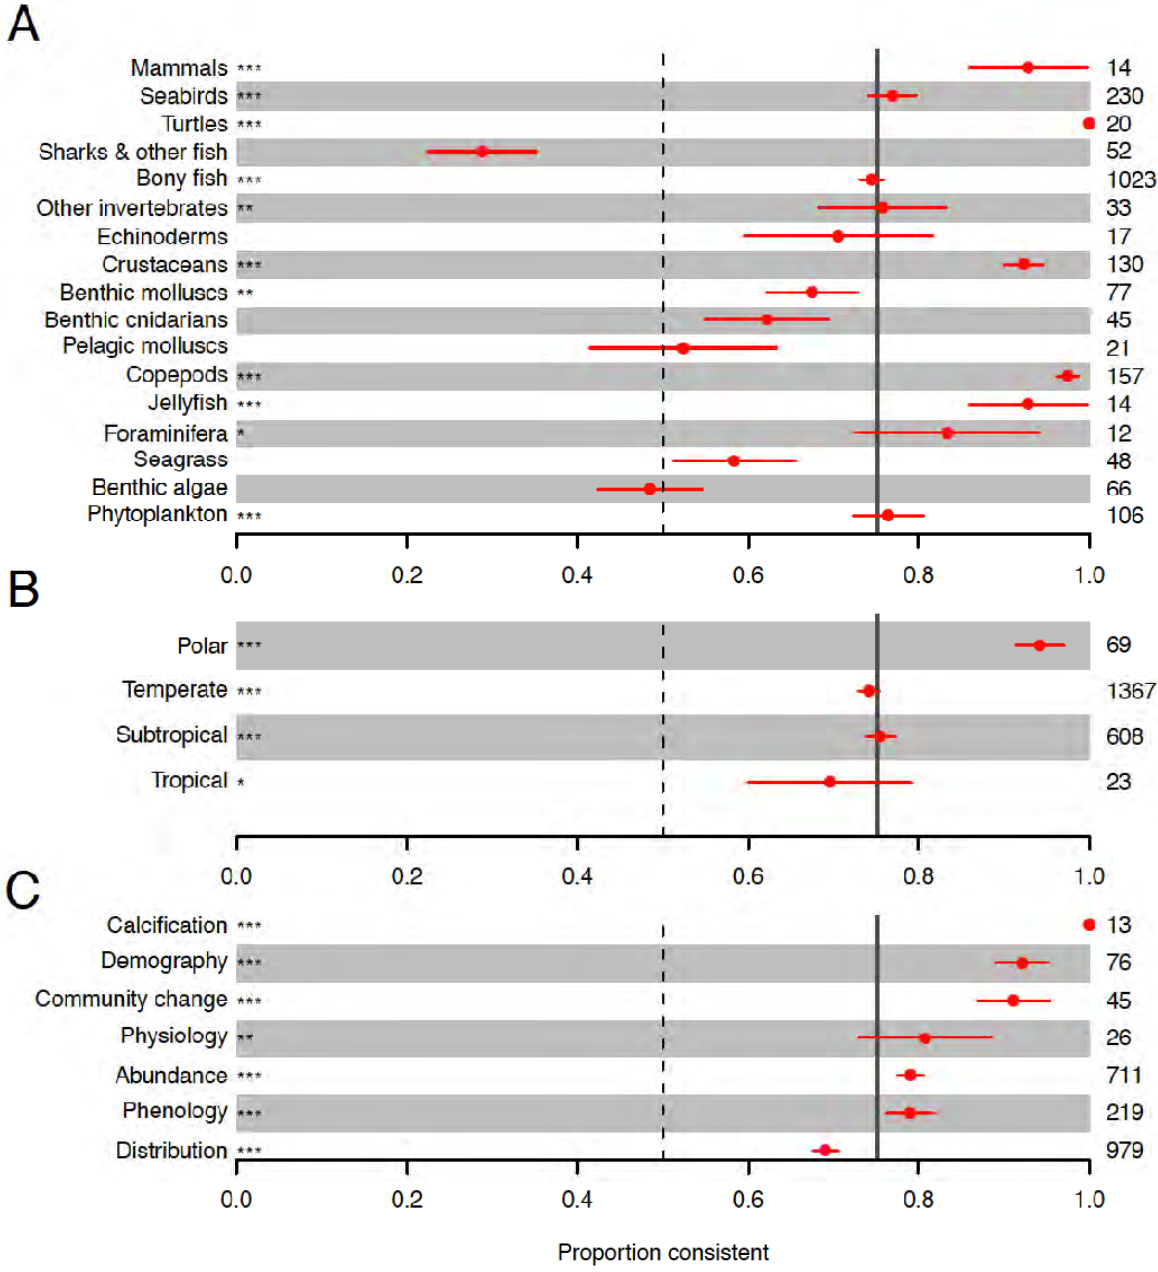 A
Mammals *** 14
Seabirds *** 230
Turtles *** 20
Sharks & other fish 52
Bony fish *** 1023
Other invertebrates ** 33
Echinoderms 17
Crustaceans *** 130
Benthic molluscs ** 77
Benthic cnidarians 45
Pelagic molluscs 21
Copepods *** 157
Jellyfish *** 14
Foraminifera * 12
Seagrass 48
Benthic algae 66
Phytoplankton *** 106
0.0 0.2 0.4 0.6 0.8 1.0
B
Polar *** 69
Temperate *** 1367
Subtropical *** 608
Tropical * 23
0.0 0.2 0.4 0.6 0.8 1.0
C
Calcification *** 13
Demography *** 76
Community change *** 45
Physiology ** 26
Abundance *** 711
Phenology *** 219
Distribution *** 979
0.0 0.2 0.4 0.6 0.8 1.0
Proportion consistent